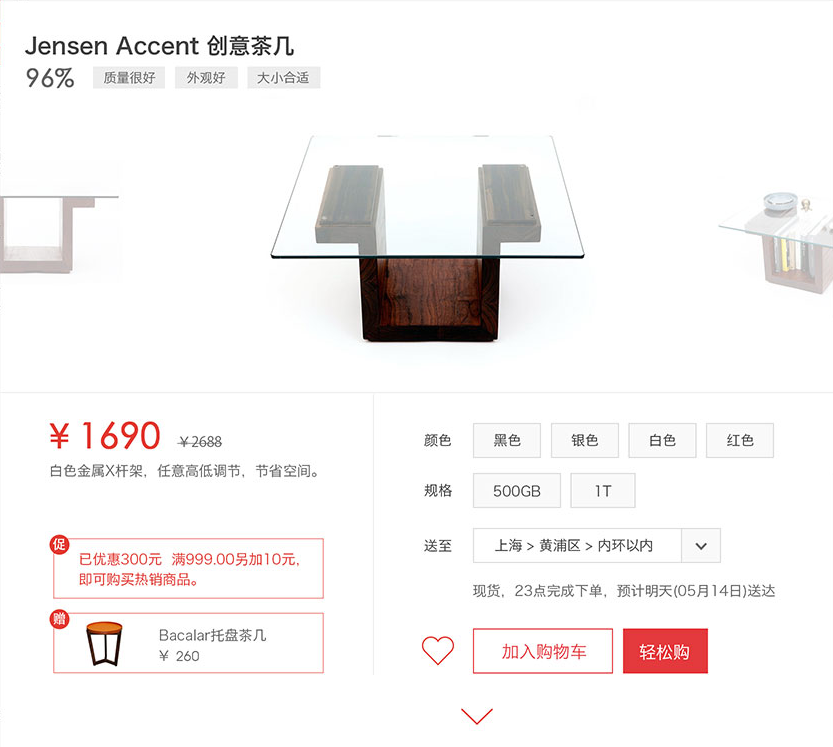 Jensen Accent 创意茶几
96% 质量很好 外观好 大小合适
¥ 1690 ¥2688
白色金属X杆架，任意高低调节，节省空间。
促
已优惠300元 满999.00另加10元，
即可购买热销商品。
赠
Bacalar托盘茶几
¥ 260
颜色 黑色 银色 白色 红色
规格 500GB 1T
送至 上海 > 黄浦区 > 内环以内
现货，23点完成下单，预计明天(05月14日)送达
加入购物车 轻松购